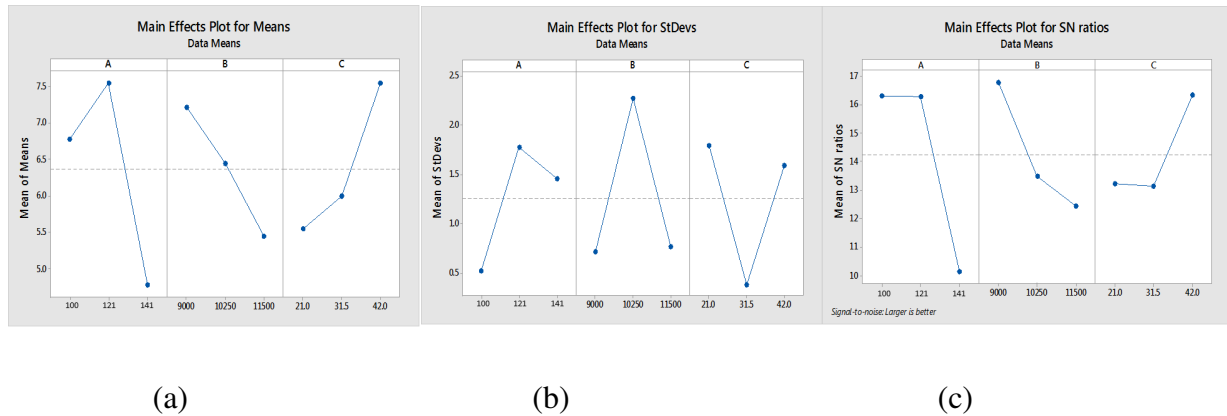 Main Effects Plot for Means
Data Means
A B C
Mean of Means
7.5
7.0
6.5
6.0
5.5
5.0
100 121 141 9000 10250 11500 21.0 31.5 42.0
(a)
Main Effects Plot for StDevs
Data Means
A B C
Mean of StDevs
2.5
2.0
1.5
1.0
0.5
100 121 141 9000 10250 11500 21.0 31.5 42.0
(b)
Main Effects Plot for SN ratios
Data Means
A B C
Mean of SN ratios
17
16
15
14
13
12
11
10
100 121 141 9000 10250 11500 21.0 31.5 42.0
Signal-to-noise: Larger is better
(c)